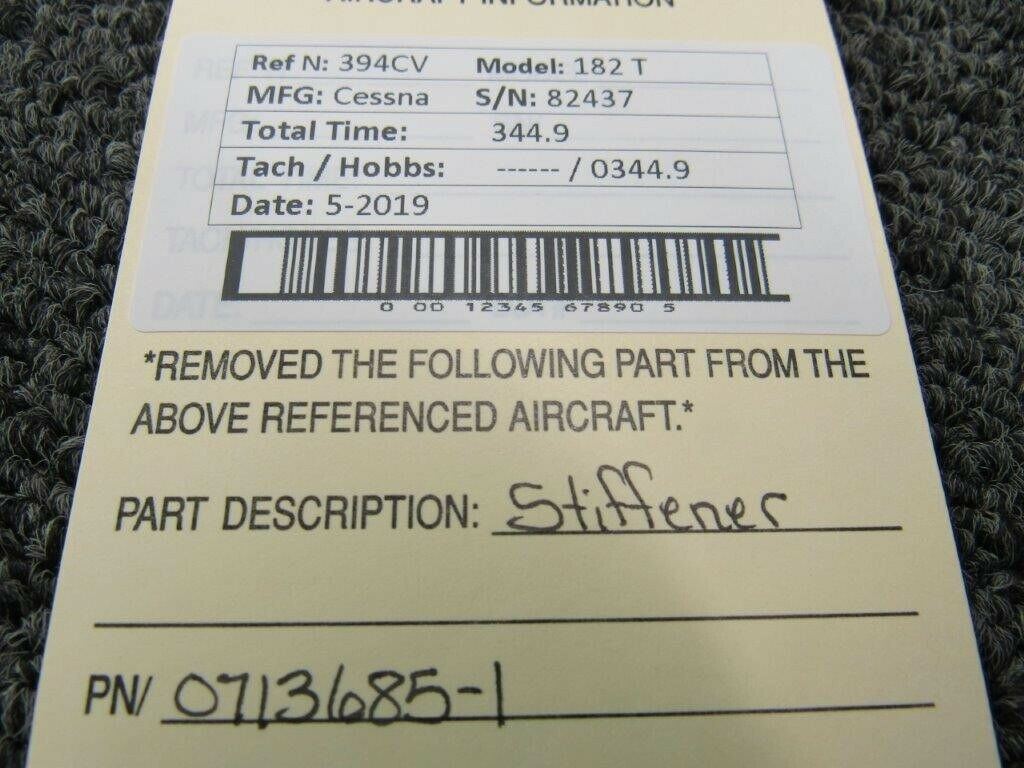 AIRCRAFT INFORMATION
Ref N: 394CV Model: 182 T
MFG: Cessna S/N: 82437
Total Time: 344.9
Tach / Hobbs: ------ / 0344.9
Date: 5-2019
0 00 12345 67890 5
*REMOVED THE FOLLOWING PART FROM THE
ABOVE REFERENCED AIRCRAFT.*
PART DESCRIPTION: Stiffener
PN/ 0713685-1